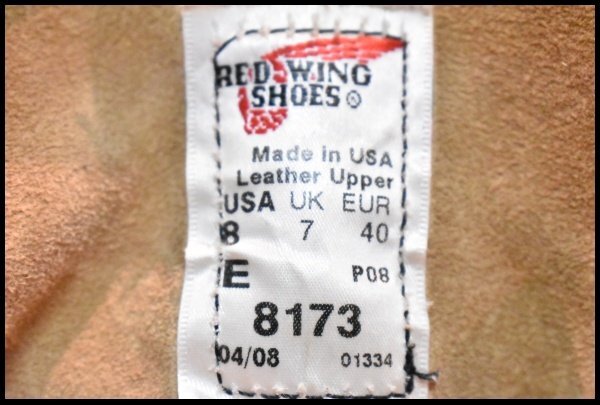 RED WING
SHOES®
Made in USA
Leather Upper
USA UK EUR
8 7 40
E P08
8173
04/08 01334